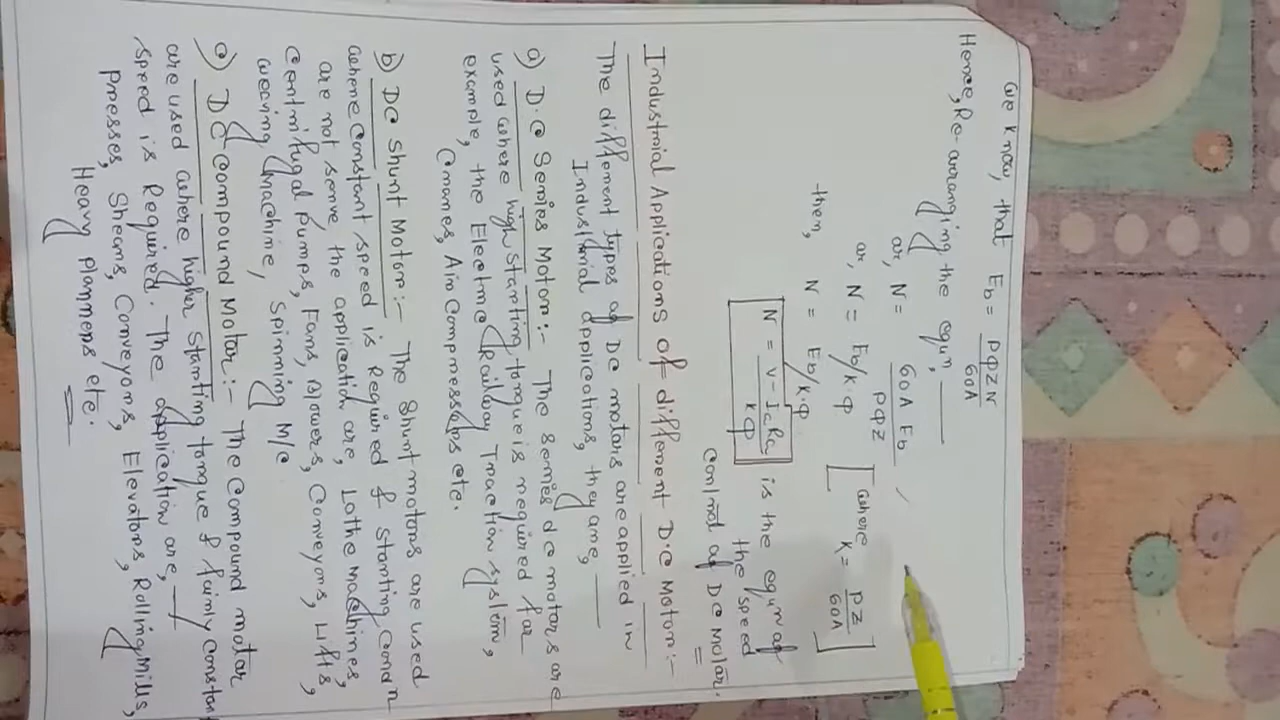 we know, that Eb = PφZN / 60A
Hence, Re-arranging the equn,
or, N = 60A Eb / PφZ
or, N = Eb/K·φ [where K = PZ / 60A]
then, N = Eb/K·φ
N = V - IaRa / Kφ is the equn of
the speed
control of DC Motor.
Industrial Applications of different D.C Motor:-
The different types of DC motors are applied in
Industrial applications, they are,
a) D.C Series Motor:- The series dc motors are
used where high starting torque is required for
example, the Electric Railway Traction system,
Cranes, Air Compressors etc.
b) DC Shunt Motor:- The Shunt motors are used
where constant speed is Required & starting condn
are not serve the application are, Lathe Machines,
Centrifugal Pumps, Fans, Blowers, Conveyors, Lifts,
weaving Machine, Spinning M/c
c) DC Compound Motor:- The compound motor
are used where higher starting torque & fairly constant
speed is Required. The application are,
Presses, Shears, Conveyors, Elevators, Rolling Mills,
Heavy planners etc.